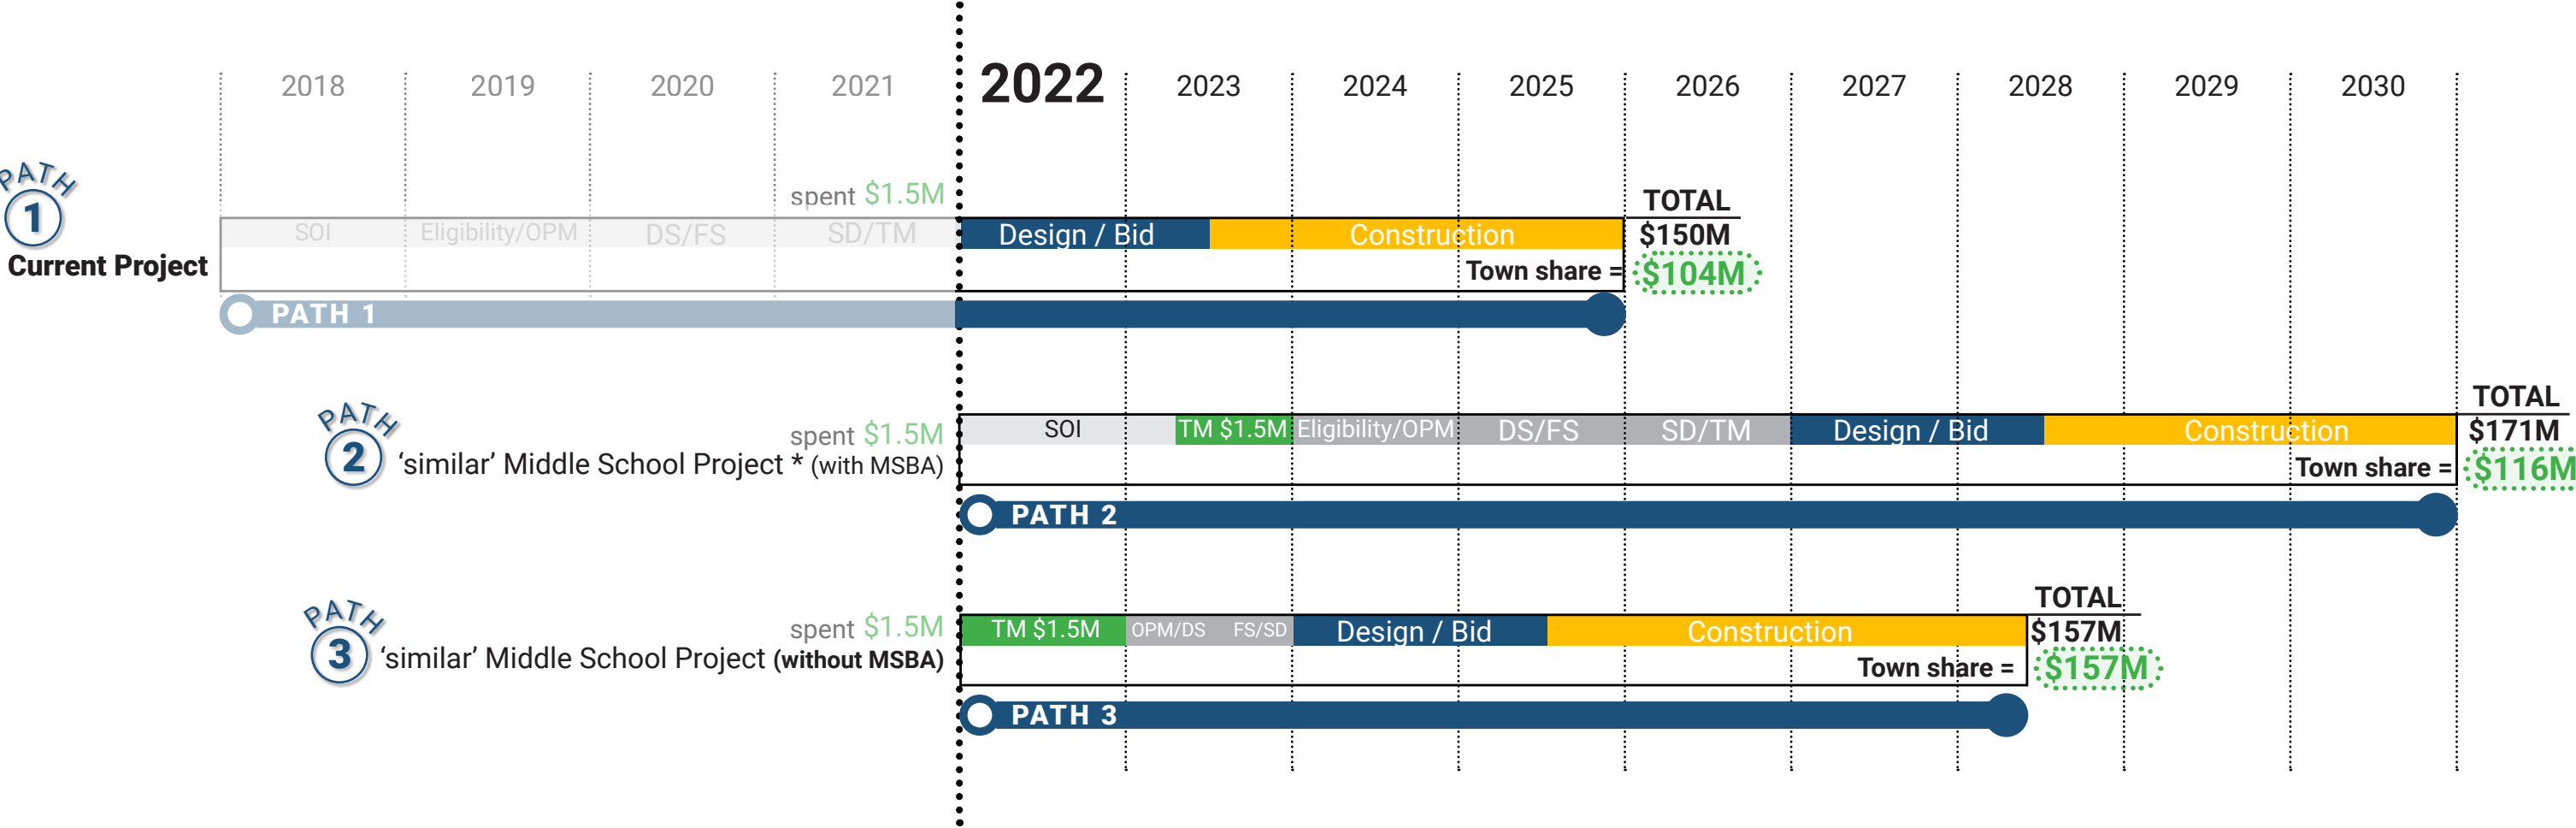 2018 2019 2020 2021 2022 2023 2024 2025 2026 2027 2028 2029 2030
PATH 1
Current Project
spent $1.5M
SOI Eligibility/OPM DS/FS SD/TM Design / Bid Construction
TOTAL
$150M
Town share = $104M
PATH 1
PATH 2
spent $1.5M
'similar' Middle School Project * (with MSBA)
SOI TM $1.5M Eligibility/OPM DS/FS SD/TM Design / Bid Construction
TOTAL
$171M
Town share = $116M
PATH 2
PATH 3
spent $1.5M
‘similar’ Middle School Project (without MSBA)
TM $1.5M OPM/DS FS/SD Design / Bid Construction
TOTAL
$157M
Town share = $157M
PATH 3